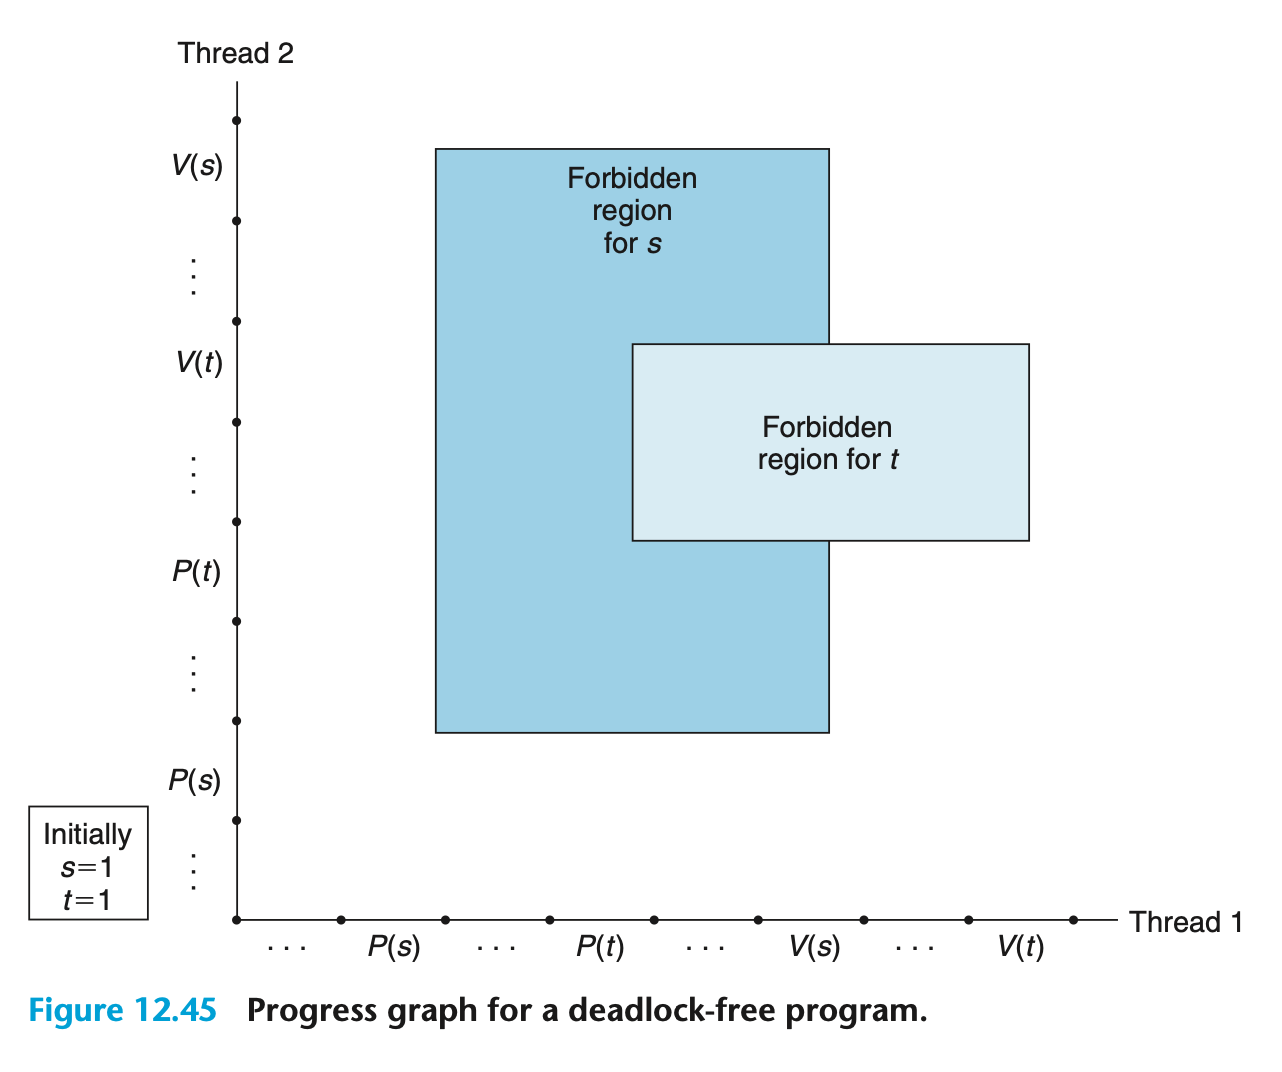 Thread 2
V(s)
⋮
V(t)
⋮
P(t)
⋮
P(s)
⋮
Forbidden
region
for s
Forbidden
region for t
Initially
s=1
t=1
· · · P(s) · · · P(t) · · · V(s) · · · V(t)
Thread 1
Figure 12.45 Progress graph for a deadlock-free program.